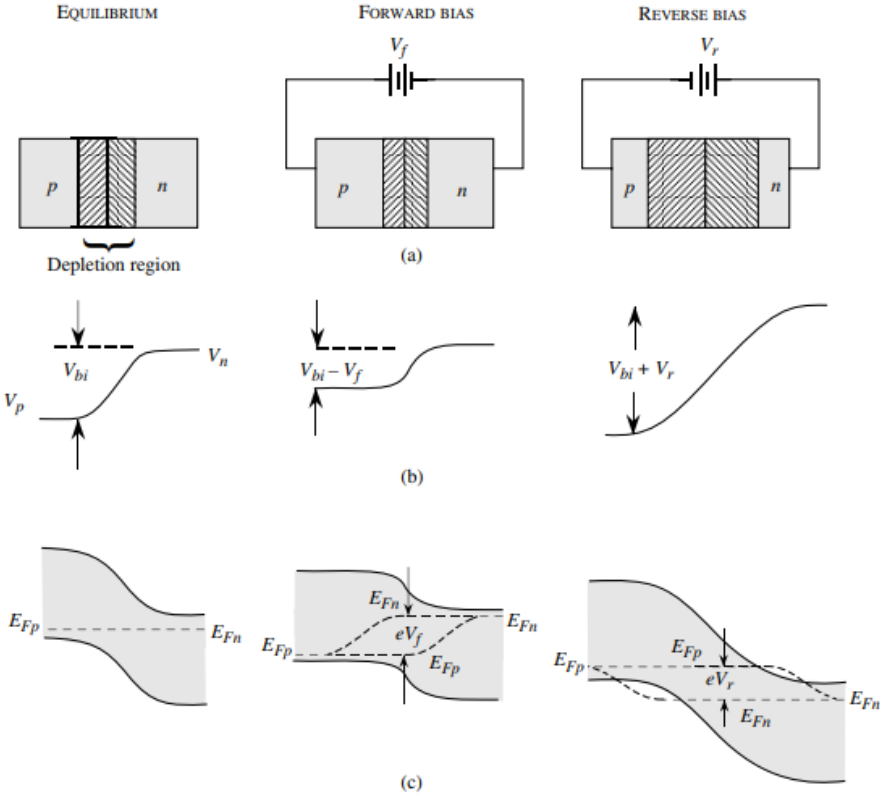 EQUILIBRIUM
FORWARD BIAS
REVERSE BIAS
V_f
V_r
p
n
p
n
p
n
Depletion region
(a)
V_bi
V_n
V_p
V_bi – V_f
V_bi + V_r
(b)
E_Fp
E_Fn
E_Fn
eV_f
E_Fn
E_Fp
E_Fp
E_Fp
E_Fp
eV_r
E_Fn
E_Fn
(c)